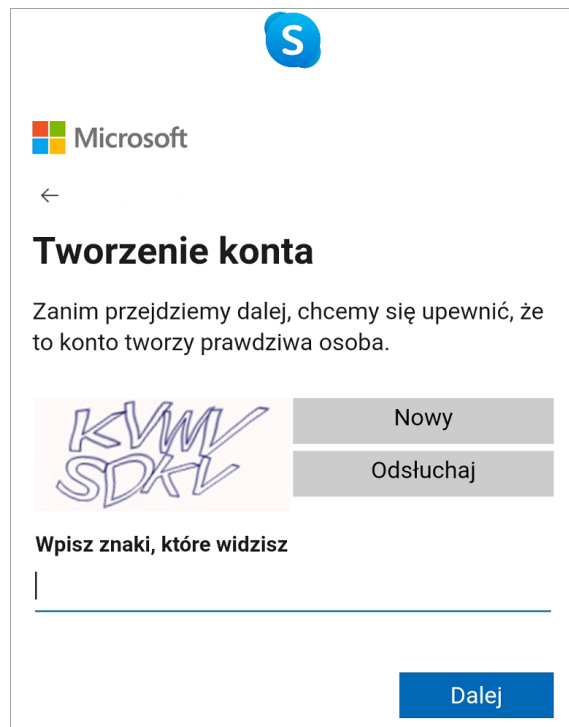 S
Microsoft
←
Tworzenie konta
Zanim przejdziemy dalej, chcemy się upewnić, że
to konto tworzy prawdziwa osoba.
Nowy
Odsłuchaj
Wpisz znaki, które widzisz
Dalej